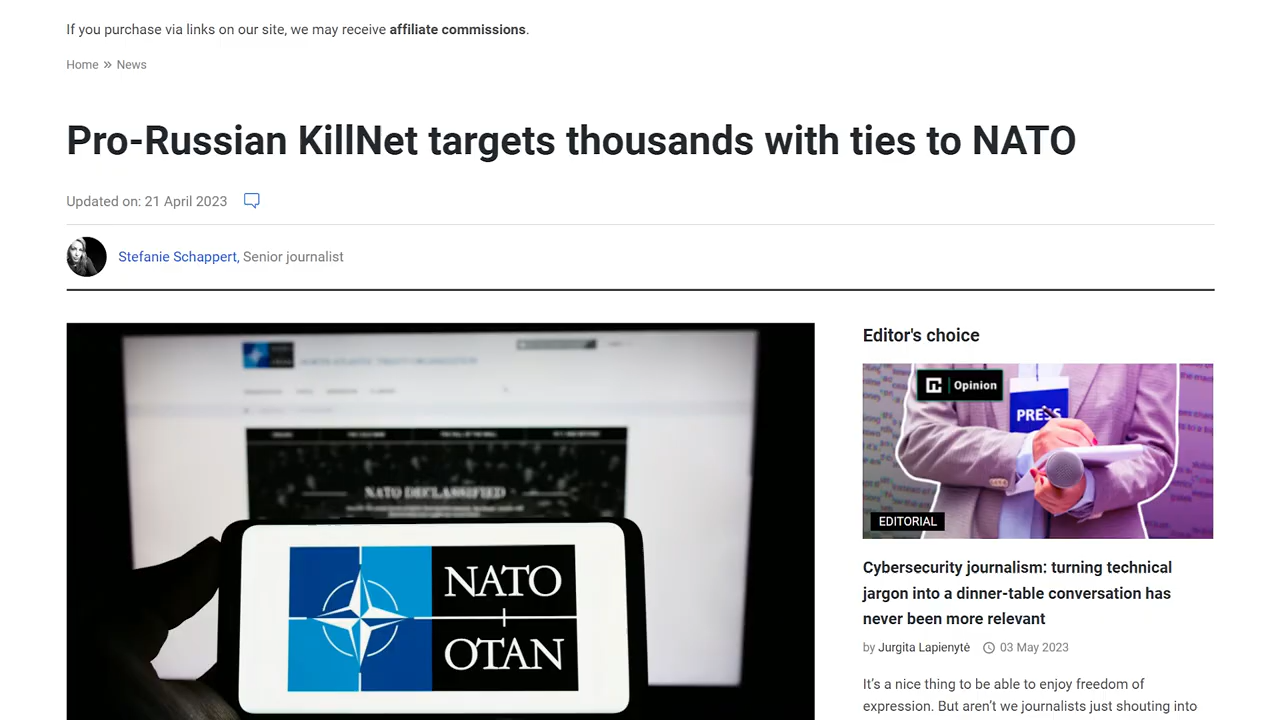 If you purchase via links on our site, we may receive affiliate commissions.
Home » News
Pro-Russian KillNet targets thousands with ties to NATO
Updated on: 21 April 2023
Stefanie Schappert, Senior journalist
NATO DECLASSIFIED
NATO
OTAN
Editor's choice
Opinion
PRESS
EDITORIAL
Cybersecurity journalism: turning technical
jargon into a dinner-table conversation has
never been more relevant
by Jurgita Lapienytė 03 May 2023
It's a nice thing to be able to enjoy freedom of
expression. But aren't we journalists just shouting into